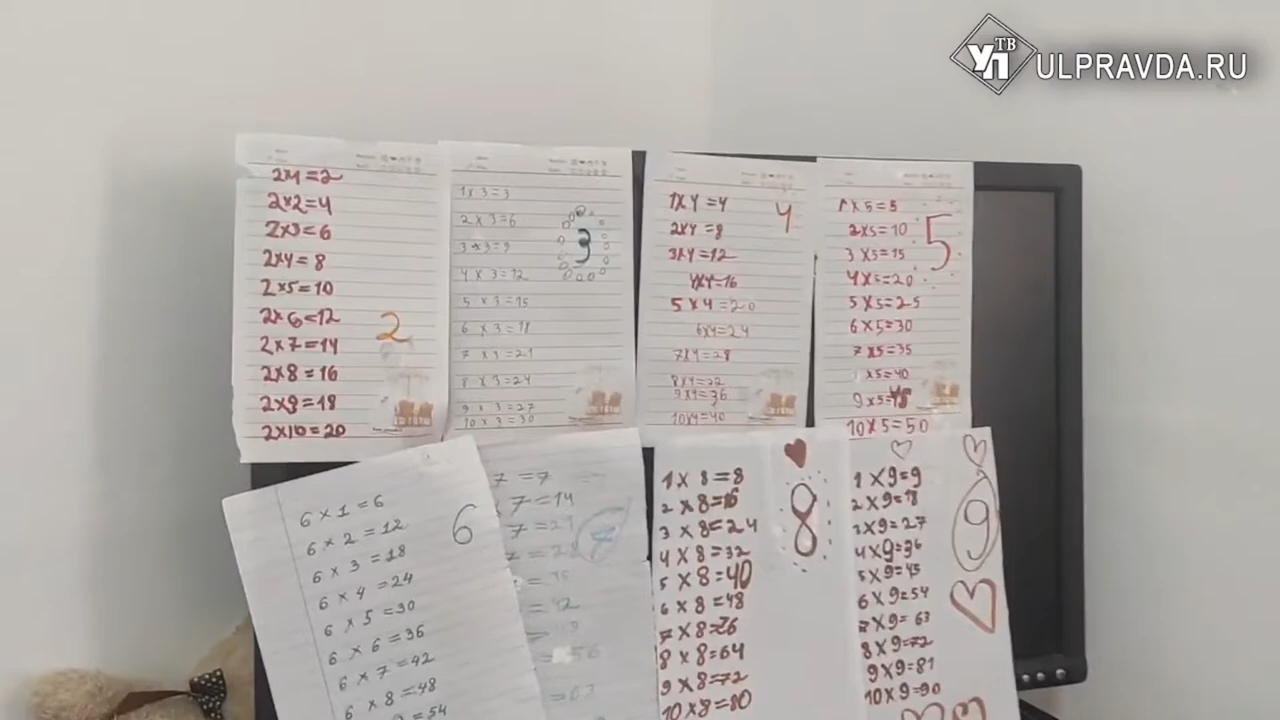 УП ТВ ULPRAVDA.RU
2x1=2
2x2=4
2x3=6
2x4=8
2x5=10
2x6=12
2x7=14
2x8=16
2x9=18
2x10=20
2
1x3=3
2x3=6
3x3=9
4x3=12
5x3=15
6x3=18
7x3=21
8x3=24
9x3=27
10x3=30
3
1x4=4
2x4=8
3x4=12
4x4=16
5x4=20
6x4=24
7x4=28
10x4=40
9x4=36
4
1x5=5
2x5=10
3x5=15
4x5=20
5x5=25
6x5=30
7x5=35
x5=40
9x5=45
10x5=50
5
6x1=6
6x2=12
6x3=18
6x4=24
6x5=30
6x6=36
6x7=42
6x8=48
=54
6
7=7
7=14
7=21
7
1x8=8
2x8=16
3x8=24
4x8=32
5x8=40
6x8=48
8x8=64
9x8=72
10x8=80
8
1x9=9
2x9=18
3x9=27
4x9=36
5x9=45
6x9=54
7x9=63
8x9=72
9x9=81
10x9=90
9